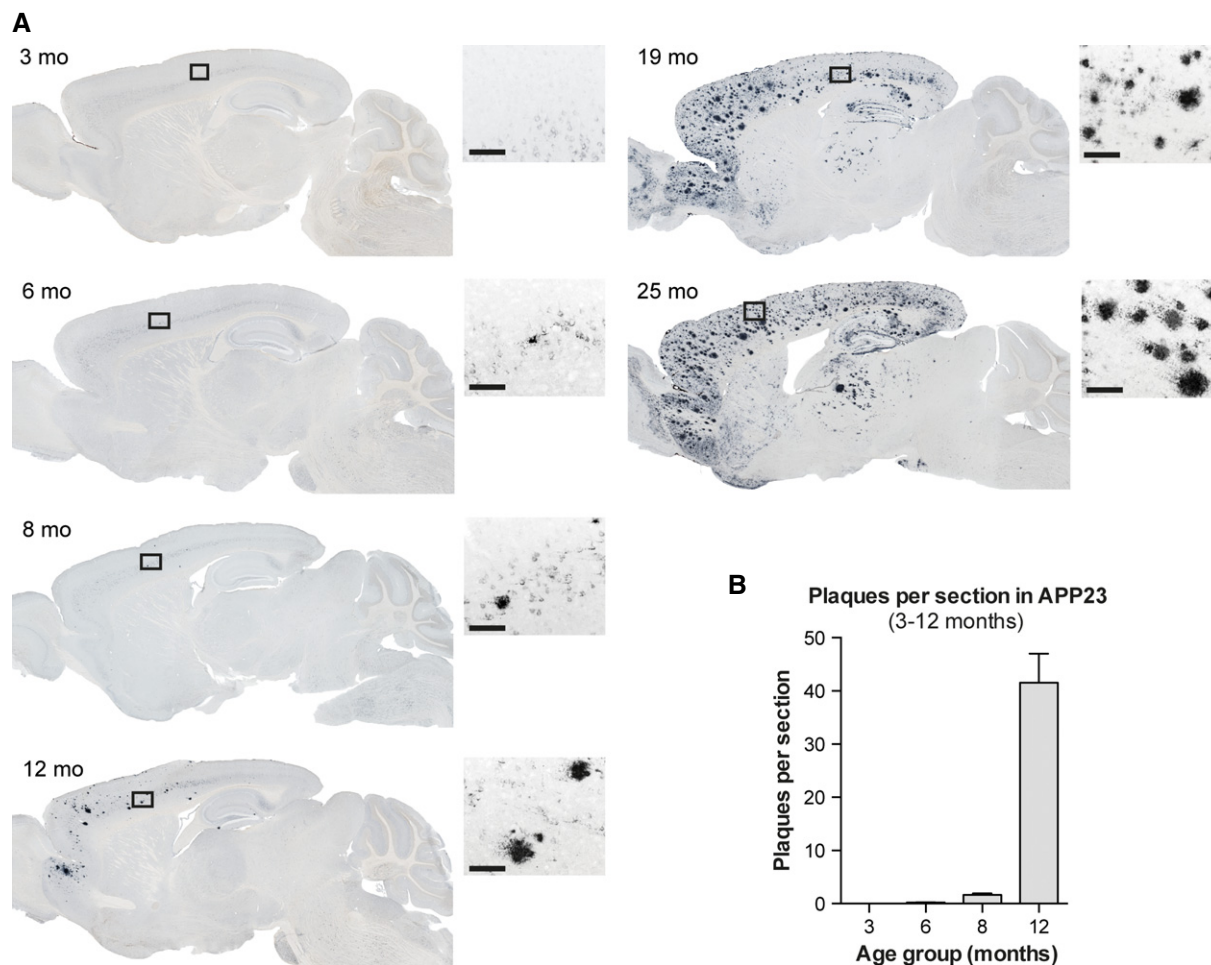 A
3 mo
6 mo
8 mo
12 mo
19 mo
25 mo
B
Plaques per section in APP23
(3-12 months)
Plaques per section
50
40
30
20
10
0
3 6 8 12
Age group (months)